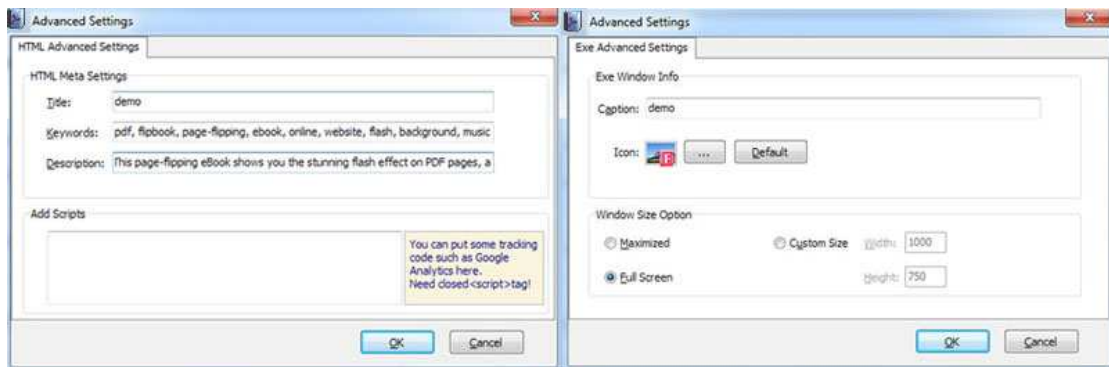 Advanced Settings
HTML Advanced Settings
HTML Meta Settings
Title: demo
Keywords: pdf, flipbook, page-flipping, ebook, online, website, flash, background, music
Description: This page-flipping eBook shows you the stunning flash effect on PDF pages, a
Add Scripts
You can put some tracking
code such as Google
Analytics here.
Need closed<script>tag!
OK Cancel
Advanced Settings
Exe Advanced Settings
Exe Window Info
Caption: demo
Icon: ... Default
Window Size Option
Maximized Custom Size Width: 1000
Full Screen Height: 750
OK Cancel